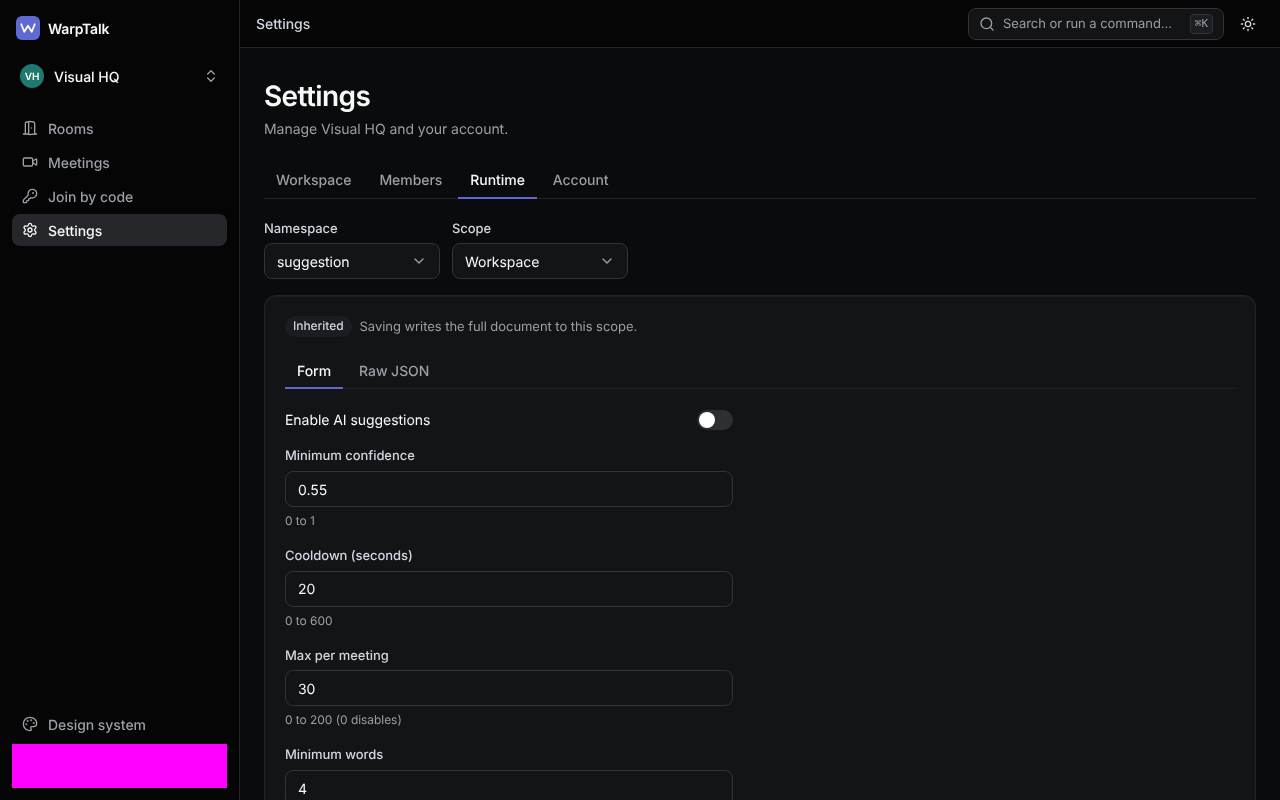 WarpTalk
VH Visual HQ
Rooms
Meetings
Join by code
Settings
Design system
Settings
Search or run a command... ⌘K
Settings
Manage Visual HQ and your account.
Workspace Members Runtime Account
Namespace Scope
suggestion Workspace
Inherited Saving writes the full document to this scope.
Form Raw JSON
Enable AI suggestions
Minimum confidence
0.55
0 to 1
Cooldown (seconds)
20
0 to 600
Max per meeting
30
0 to 200 (0 disables)
Minimum words
4